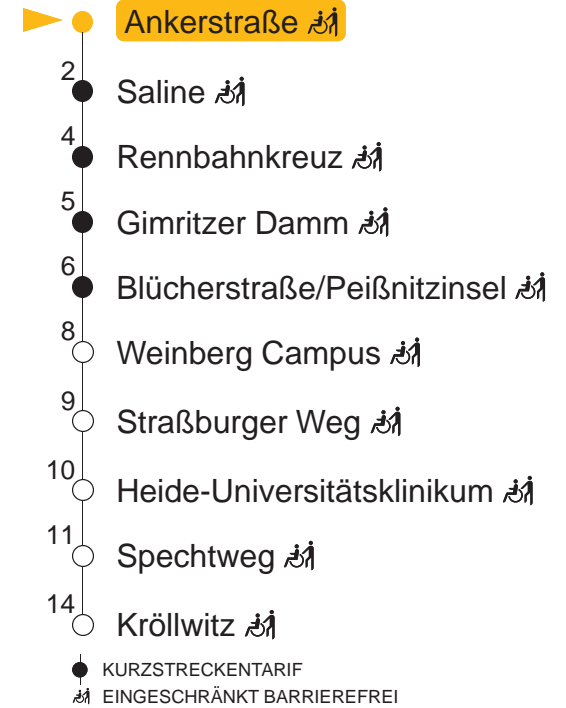 Ankerstraße
2
Saline
4
Rennbahnkreuz
5
Gimritzer Damm
6
Blücherstraße/Peißnitzinsel
8
Weinberg Campus
9
Straßburger Weg
10
Heide-Universitätsklinikum
11
Spechtweg
14
Kröllwitz
KURZSTRECKENTARIF
EINGESCHRÄNKT BARRIEREFREI